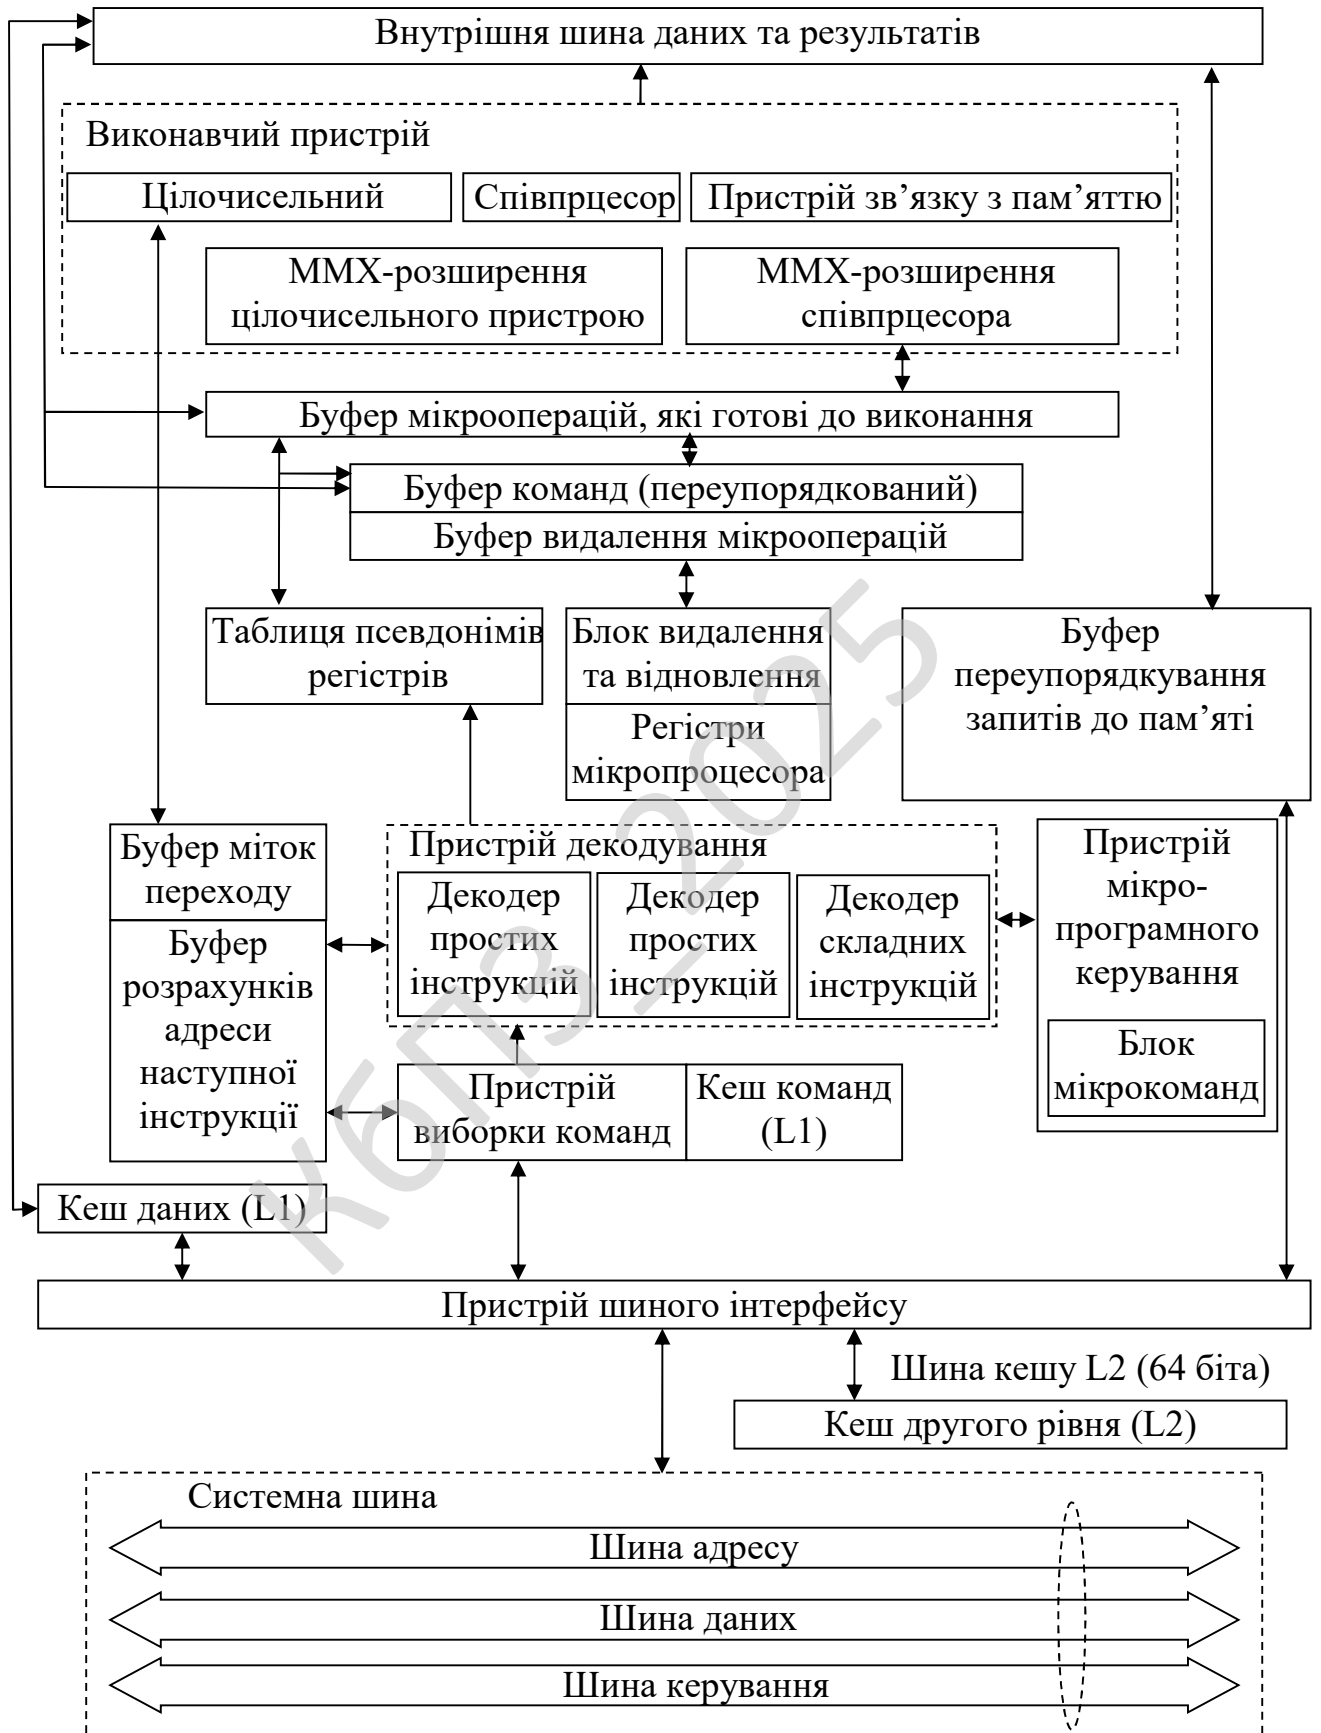 Внутрішня шина даних та результатів
Виконавчий пристрій
Цілочисельний
Співпрцесор
Пристрій зв’язку з пам’яттю
ММХ-розширення
цілочисельного пристрою
ММХ-розширення
співпрцесора
Буфер мікрооперацій, які готові до виконання
Буфер команд (переупорядкований)
Буфер видалення мікрооперацій
Таблиця псевдонімів
регістрів
Блок видалення
та відновлення
Регістри
мікропроцесора
Буфер
переупорядкування
запитів до пам’яті
Буфер міток
переходу
Буфер
розрахунків
адреси
наступної
інструкції
Пристрій декодування
Декодер
простих
інструкцій
Декодер
простих
інструкцій
Декодер
складних
інструкцій
Пристрій
мікро-
програмного
керування
Блок
мікрокоманд
Пристрій
виборки команд
Кеш команд
(L1)
Кеш даних (L1)
Пристрій шиного інтерфейсу
Шина кешу L2 (64 біта)
Кеш другого рівня (L2)
Системна шина
Шина адресу
Шина даних
Шина керування
КбПЗ_2025